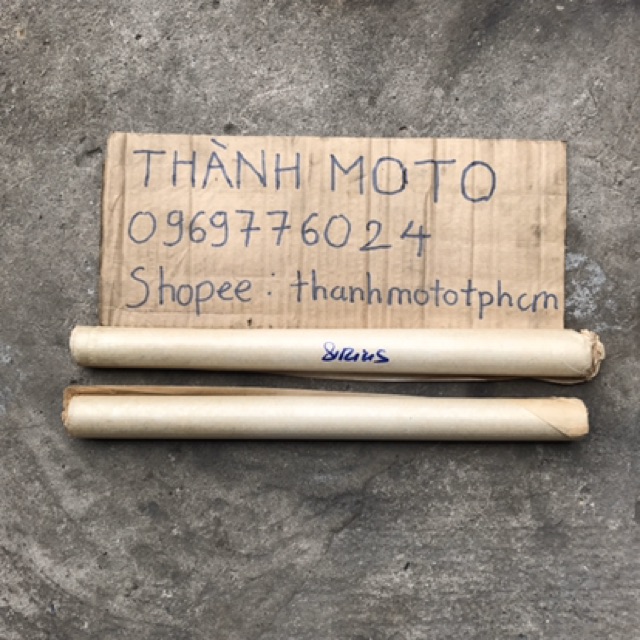 THÀNH MOTO
0969776024
Shopee: thanhmototphcm
SIRIUS